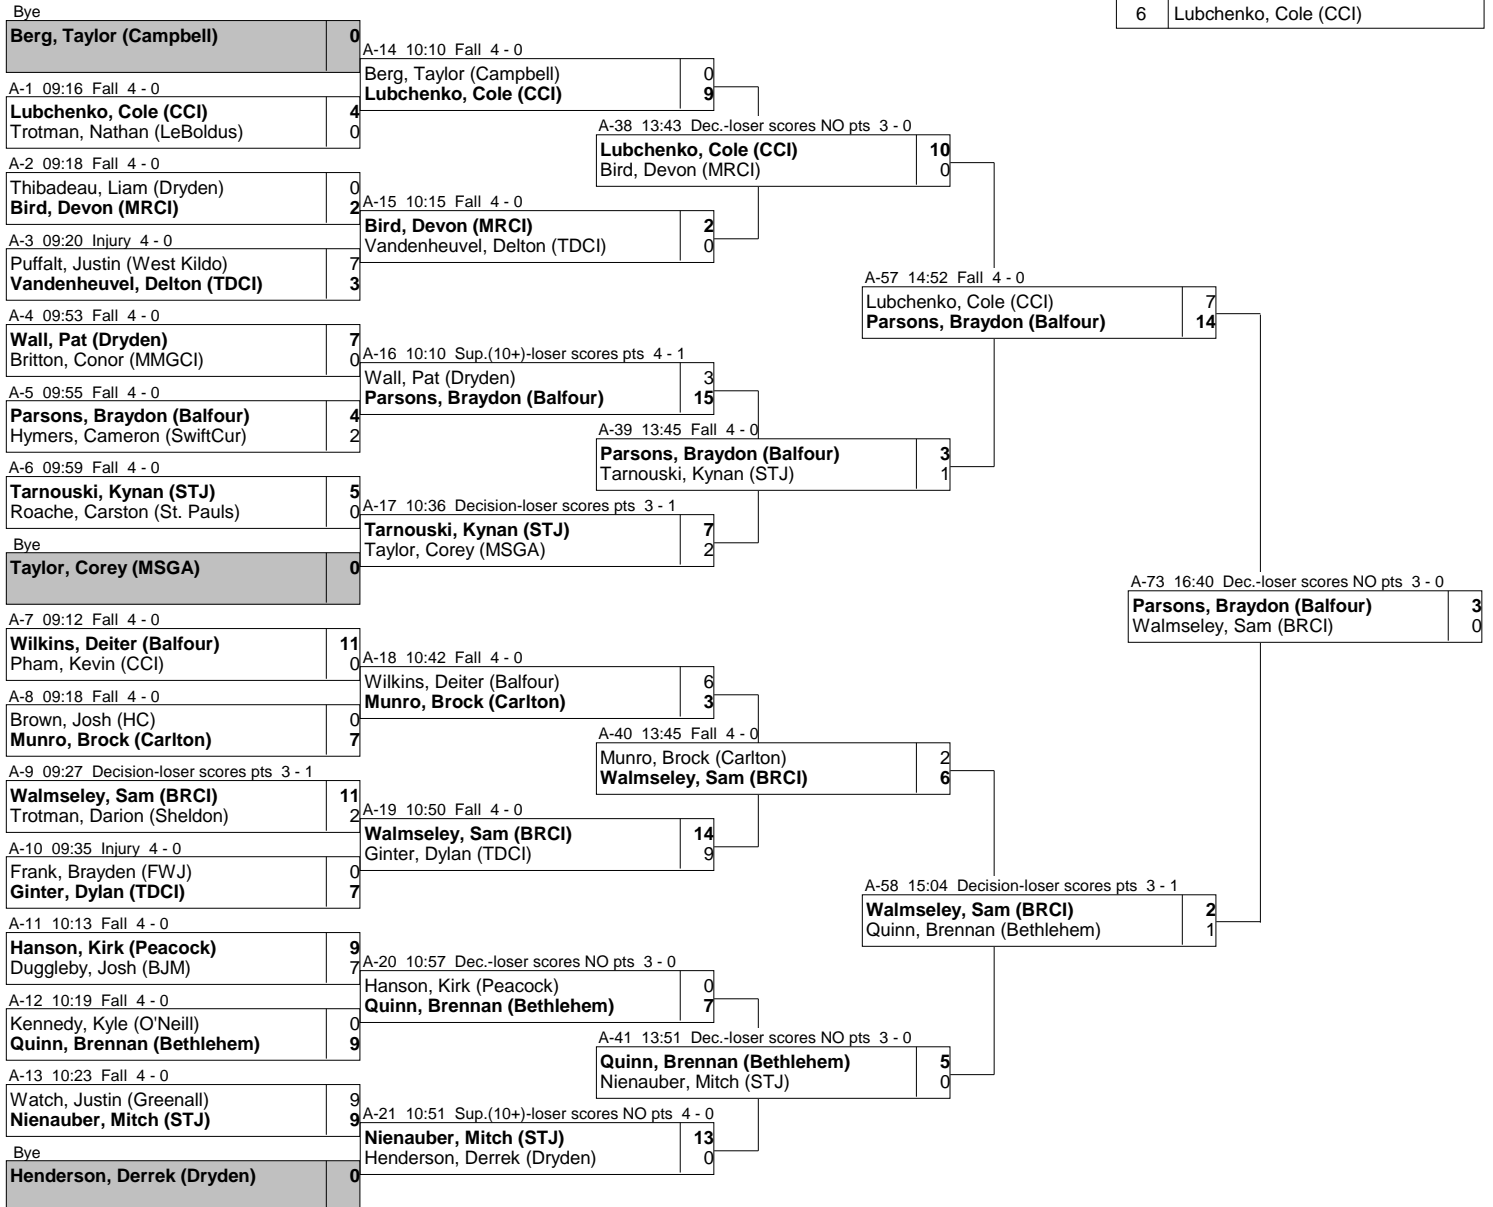 6 Lubchenko, Cole (CCI)
Bye
Berg, Taylor (Campbell) 0
A-1 09:16 Fall 4 - 0
Lubchenko, Cole (CCI) 4
Trotman, Nathan (LeBoldus) 0
A-2 09:18 Fall 4 - 0
Thibadeau, Liam (Dryden) 0
Bird, Devon (MRCI) 2
A-3 09:20 Injury 4 - 0
Puffalt, Justin (West Kildo) 7
Vandenheuvel, Delton (TDCI) 3
A-4 09:53 Fall 4 - 0
Wall, Pat (Dryden) 7
Britton, Conor (MMGCI) 0
A-5 09:55 Fall 4 - 0
Parsons, Braydon (Balfour) 4
Hymers, Cameron (SwiftCur) 2
A-6 09:59 Fall 4 - 0
Tarnouski, Kynan (STJ) 5
Roache, Carston (St. Pauls) 0
Bye
Taylor, Corey (MSGA) 0
A-7 09:12 Fall 4 - 0
Wilkins, Deiter (Balfour) 11
Pham, Kevin (CCI) 0
A-8 09:18 Fall 4 - 0
Brown, Josh (HC) 0
Munro, Brock (Carlton) 7
A-9 09:27 Decision-loser scores pts 3 - 1
Walmseley, Sam (BRCI) 11
Trotman, Darion (Sheldon) 2
A-10 09:35 Injury 4 - 0
Frank, Brayden (FWJ) 0
Ginter, Dylan (TDCI) 7
A-11 10:13 Fall 4 - 0
Hanson, Kirk (Peacock) 9
Duggleby, Josh (BJM) 7
A-12 10:19 Fall 4 - 0
Kennedy, Kyle (O'Neill) 0
Quinn, Brennan (Bethlehem) 9
A-13 10:23 Fall 4 - 0
Watch, Justin (Greenall) 9
Nienauber, Mitch (STJ) 9
Bye
Henderson, Derrek (Dryden) 0
A-14 10:10 Fall 4 - 0
Berg, Taylor (Campbell) 0
Lubchenko, Cole (CCI) 9
A-15 10:15 Fall 4 - 0
Bird, Devon (MRCI) 2
Vandenheuvel, Delton (TDCI) 0
A-16 10:10 Sup.(10+)-loser scores pts 4 - 1
Wall, Pat (Dryden) 3
Parsons, Braydon (Balfour) 15
A-17 10:36 Decision-loser scores pts 3 - 1
Tarnouski, Kynan (STJ) 7
Taylor, Corey (MSGA) 2
A-18 10:42 Fall 4 - 0
Wilkins, Deiter (Balfour) 6
Munro, Brock (Carlton) 3
A-19 10:50 Fall 4 - 0
Walmseley, Sam (BRCI) 14
Ginter, Dylan (TDCI) 9
A-20 10:57 Dec.-loser scores NO pts 3 - 0
Hanson, Kirk (Peacock) 0
Quinn, Brennan (Bethlehem) 7
A-21 10:51 Sup.(10+)-loser scores NO pts 4 - 0
Nienauber, Mitch (STJ) 13
Henderson, Derrek (Dryden) 0
A-38 13:43 Dec.-loser scores NO pts 3 - 0
Lubchenko, Cole (CCI) 10
Bird, Devon (MRCI) 0
A-39 13:45 Fall 4 - 0
Parsons, Braydon (Balfour) 3
Tarnouski, Kynan (STJ) 1
A-40 13:45 Fall 4 - 0
Munro, Brock (Carlton) 2
Walmseley, Sam (BRCI) 6
A-41 13:51 Dec.-loser scores NO pts 3 - 0
Quinn, Brennan (Bethlehem) 5
Nienauber, Mitch (STJ) 0
A-57 14:52 Fall 4 - 0
Lubchenko, Cole (CCI) 7
Parsons, Braydon (Balfour) 14
A-58 15:04 Decision-loser scores pts 3 - 1
Walmseley, Sam (BRCI) 2
Quinn, Brennan (Bethlehem) 1
A-73 16:40 Dec.-loser scores NO pts 3 - 0
Parsons, Braydon (Balfour) 3
Walmseley, Sam (BRCI) 0